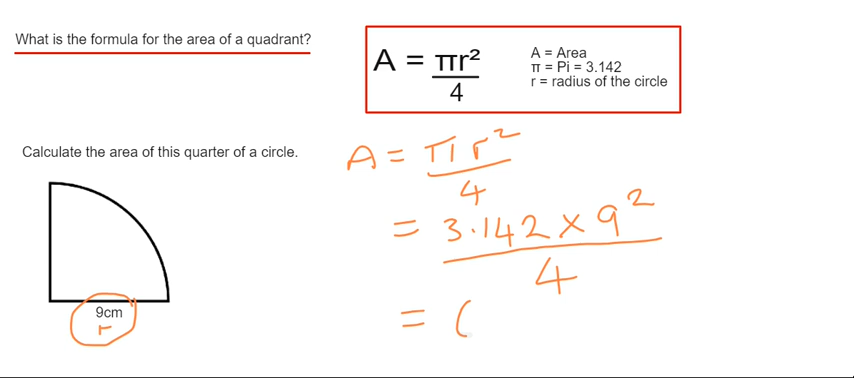 What is the formula for the area of a quadrant?
A = πr²
4
A = Area
π = Pi = 3.142
r = radius of the circle
Calculate the area of this quarter of a circle.
A = πr²
4
= 3.142 × 9²
4
= (
9cm
r